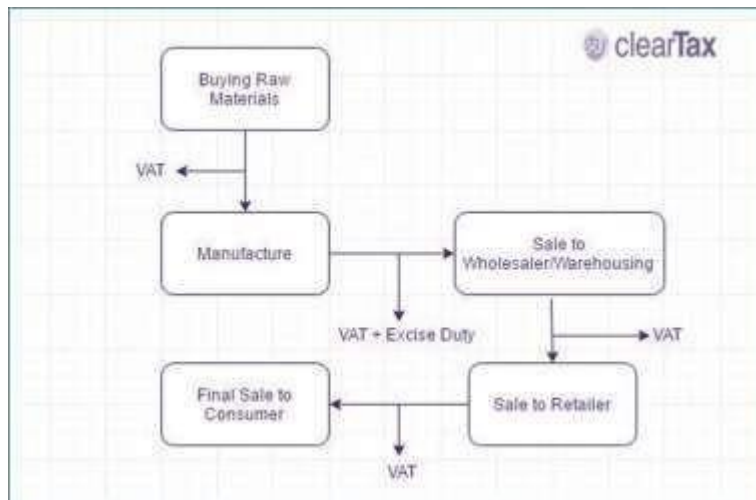 clearTax
Buying Raw
Materials
VAT
Manufacture
Sale to
Wholesaler/Warehousing
VAT + Excise Duty
VAT
Final Sale to
Consumer
Sale to Retailer
VAT